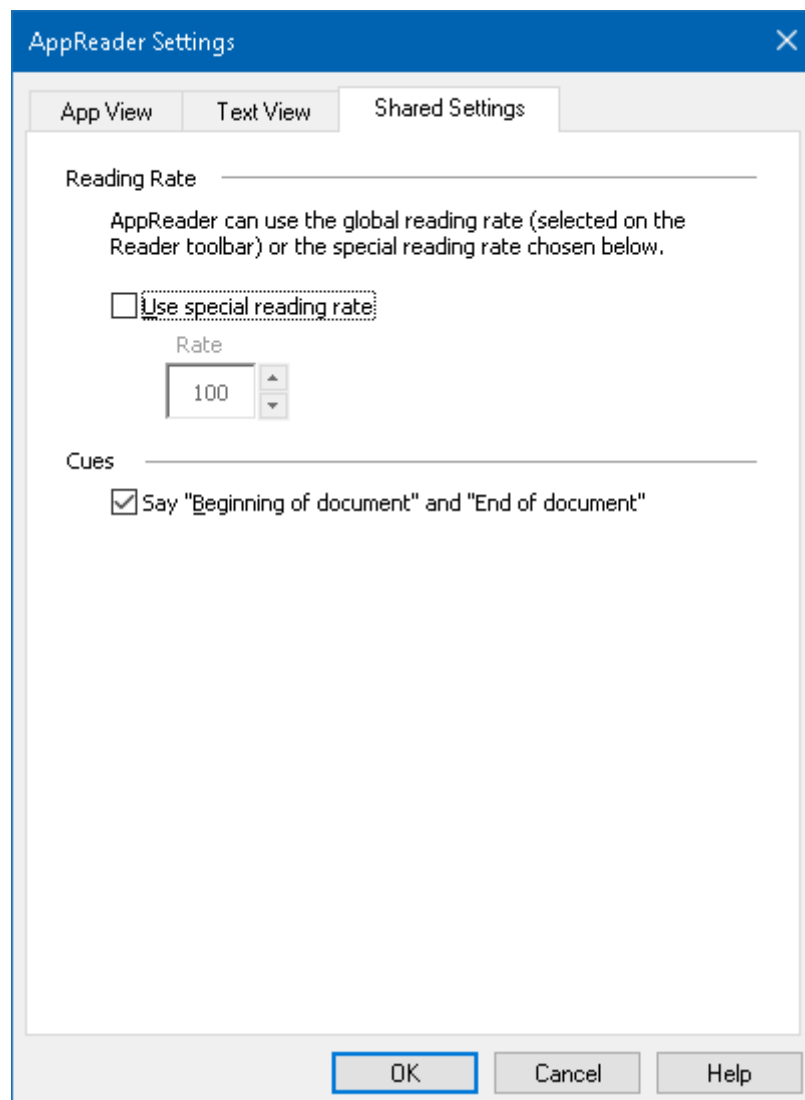 AppReader Settings
App View
Text View
Shared Settings
Reading Rate
AppReader can use the global reading rate (selected on the
Reader toolbar) or the special reading rate chosen below.
Use special reading rate
Rate
100
Cues
Say "Beginning of document" and "End of document"
OK
Cancel
Help